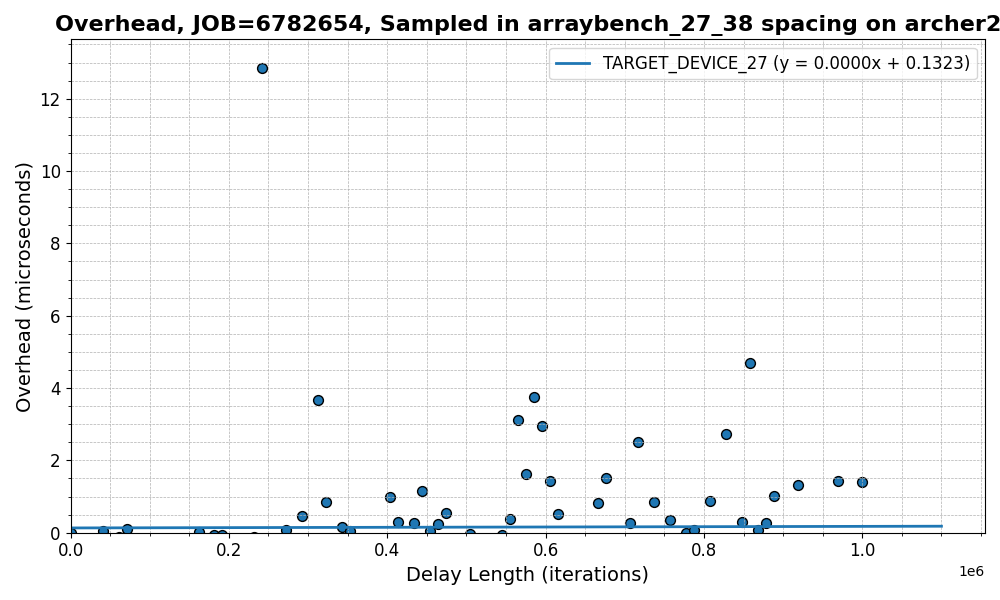 Overhead, JOB=6782654, Sampled in arraybench_27_38 spacing on archer2
TARGET_DEVICE_27 (y = 0.0000x + 0.1323)
Overhead (microseconds)
12
10
8
6
4
2
0
0.0 0.2 0.4 0.6 0.8 1.0
1e6
Delay Length (iterations)